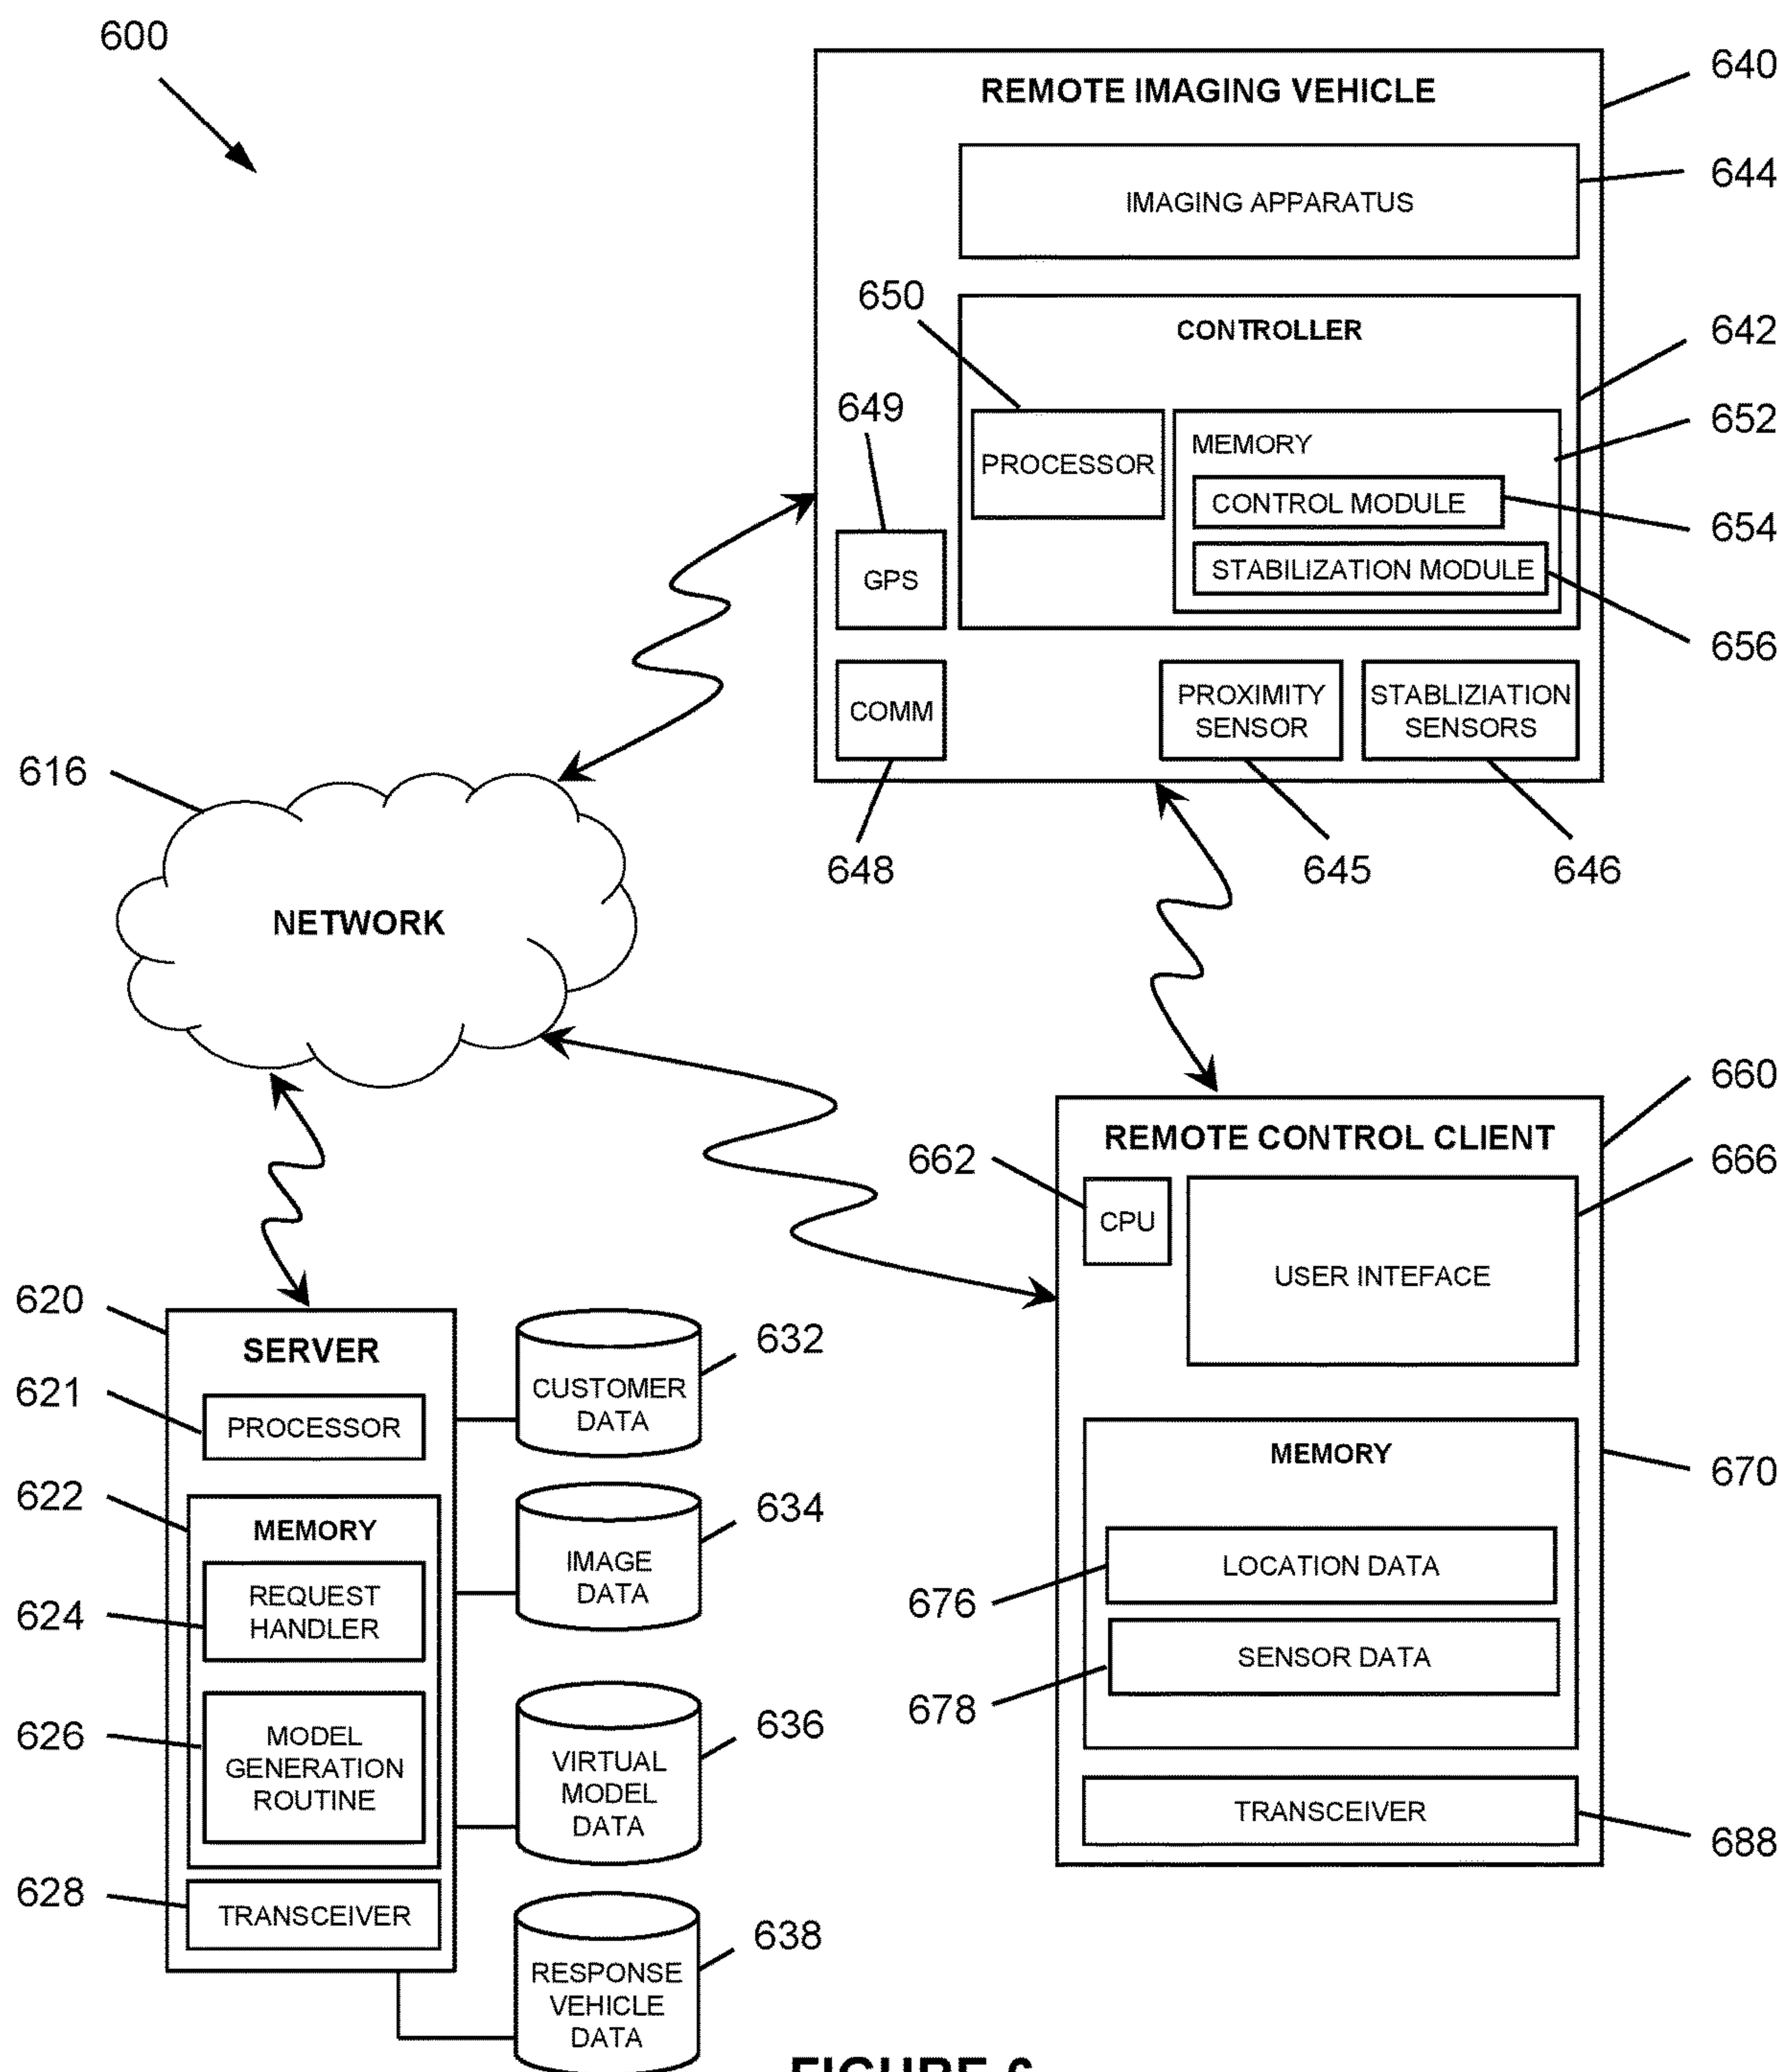 600
REMOTE IMAGING VEHICLE
640
IMAGING APPARATUS
644
650
CONTROLLER
642
649
PROCESSOR
MEMORY
652
CONTROL MODULE
654
STABILIZATION MODULE
656
GPS
COMM
PROXIMITY
SENSOR
STABLIZIATION
SENSORS
648
645
646
616
NETWORK
REMOTE CONTROL CLIENT
660
662
CPU
666
USER INTEFACE
MEMORY
670
LOCATION DATA
676
SENSOR DATA
678
TRANSCEIVER
688
620
SERVER
621
PROCESSOR
622
MEMORY
624
REQUEST
HANDLER
626
MODEL
GENERATION
ROUTINE
628
TRANSCEIVER
632
CUSTOMER
DATA
634
IMAGE
DATA
636
VIRTUAL
MODEL
DATA
638
RESPONSE
VEHICLE
DATA
FIGURE 6